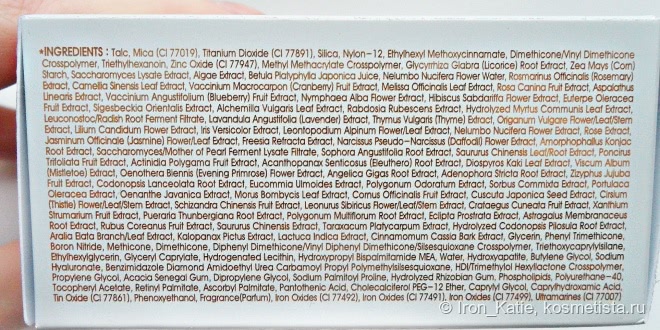 *INGREDIENTS : Talc, Mica (CI 77019), Titanium Dioxide (CI 77891), Silica, Nylon-12, Ethylhexyl Methoxycinnamate, Dimethicone/Vinyl Dimethicone
Crosspolymer, Triethylhexanoin, Zinc Oxide (CI 77947), Methyl Methacrylate Crosspolymer, Glycyrrhiza Glabra (Licorice) Root Extract, Zea Mays (Corn)
Starch, Saccharomyces Lysate Extract, Algae Extract, Betula Platyphylla Japonica Juice, Nelumbo Nucifera Flower Water, Rosmarinus Officinalis (Rosemary)
Extract, Camellia Sinensis Leaf Extract, Vaccinium Macrocarpon (Cranberry) Fruit Extract, Melissa Officinalis Leaf Extract, Rosa Canina Fruit Extract, Aspalathus
Linearis Extract, Vaccinium Angustifolium (Blueberry) Fruit Extract, Nymphaea Alba Flower Extract, Hibiscus Sabdariffa Flower Extract, Euterpe Oleracea
Fruit Extract, Sigesbeckia Orientalis Extract, Alchemilla Vulgaris Leaf Extract, Rabdosia Rubescens Extract, Hydrolyzed Myrtus Communis Leaf Extract,
Leuconostoc/Radish Root Ferment Filtrate, Lavandula Angustifolia (Lavender) Extract, Thymus Vulgaris (Thyme) Extract, Origanum Vulgare Flower/Leaf/Stem
Extract, Lilium Candidum Flower Extract, Iris Versicolor Extract, Leontopodium Alpinum Flower/Leaf Extract, Nelumbo Nucifera Flower Extract, Rose Extract,
Jasminum Officinale (Jasmine) Flower/Leaf Extract, Freesia Refracta Extract, Narcissus Pseudo-Narcissus (Daffodil) Flower Extract, Amorphophallus Konjac
Root Extract, Saccharomyces/Mother of Pearl Ferment Lysate Filtrate, Sophora Angustifolia Root Extract, Saururus Chinensis Leaf/Root Extract, Poncirus
Trifoliata Fruit Extract, Actinidia Polygama Fruit Extract, Acanthopanax Senticosus (Eleuthero) Root Extract, Diospyros Kaki Leaf Extract, Viscum Album
(Mistletoe) Extract, Oenothera Biennis (Evening Primrose) Flower Extract, Angelica Gigas Root Extract, Adenophora Stricta Root Extract, Zizyphus Jujuba
Fruit Extract, Codonopsis Lanceolata Root Extract, Eucommia Ulmoides Extract, Polygonatum Odoratum Extract, Sorbus Commixta Extract, Portulaca
Oleracea Extract, Oenanthe Javanica Extract, Morus Bombycis Leaf Extract, Cornus Officinalis Fruit Extract, Cuscuta Japonica Seed Extract, Cirsium
(Thistle) Flower/Leaf/Stem Extract, Schizandra Chinensis Fruit Extract, Leonurus Sibiricus Flower/Leaf/Stem Extract, Crataegus Cuneata Fruit Extract, Xanthium
Strumarium Fruit Extract, Pueraria Thunbergiana Root Extract, Polygonum Multiflorum Root Extract, Eclipta Prostrata Extract, Astragalus Membranaceus
Root Extract, Rubus Coreanus Fruit Extract, Saururus Chinensis Extract, Taraxacum Platycarpum Extract, Hydrolyzed Codonopsis Pilosula Root Extract,
Aralia Elata Branch/Leaf Extract, Kalopanax Pictus Extract, Lactuca Indica Extract, Cinnamomum Cassia Bark Extract, Glycerin, Phenyl Trimethicone,
Boron Nitride, Methicone, Dimethicone, Diphenyl Dimethicone/Vinyl Diphenyl Dimethicone/Silsesquioxane Crosspolymer, Triethoxycaprylylsilane,
Ethylhexylglycerin, Glyceryl Caprylate, Hydrogenated Lecithin, Hydroxypropyl Bispalmitamide MEA, Water, Hydroxyapatite, Butylene Glycol, Sodium
Hyaluronate, Benzimidazole Diamond Amidoethyl Urea Carbamoyl Propyl Polymethylsilsesquioxane, HDI/Trimethylol Hexyllactone Crosspolymer,
Propylene Glycol, Acacia Senegal Gum, Dipropylene Glycol, Sodium Palmitoyl Proline, Hydrolyzed Rhizobian Gum, Phospholipids, Polyurethane-40,
Tocopheryl Acetate, Retinyl Palmitate, Ascorbyl Palmitate, Pantothenic Acid, Cholecalciferol PEG-12 Ether, Caprylyl Glycol, Caprylhydroxamic Acid,
Tin Oxide (CI 77861), Phenoxyethanol, Fragrance(Parfum), Iron Oxides (CI 77492), Iron Oxides (CI 77491), Iron Oxides (CI 77499), Ultramarines (CI 77007)
© Iron_Katie, kosmetista.ru